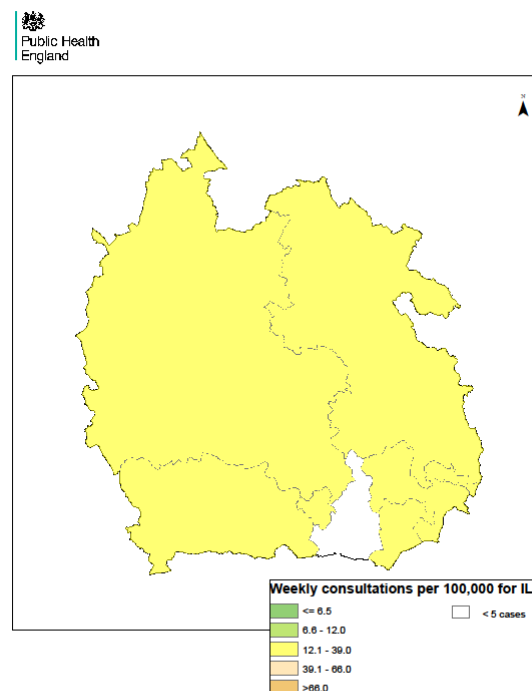 Public Health
England
N
Weekly consultations per 100,000 for IL
<= 6.5
< 5 cases
6.6 - 12.0
12.1 - 39.0
39.1 - 66.0
>66.0